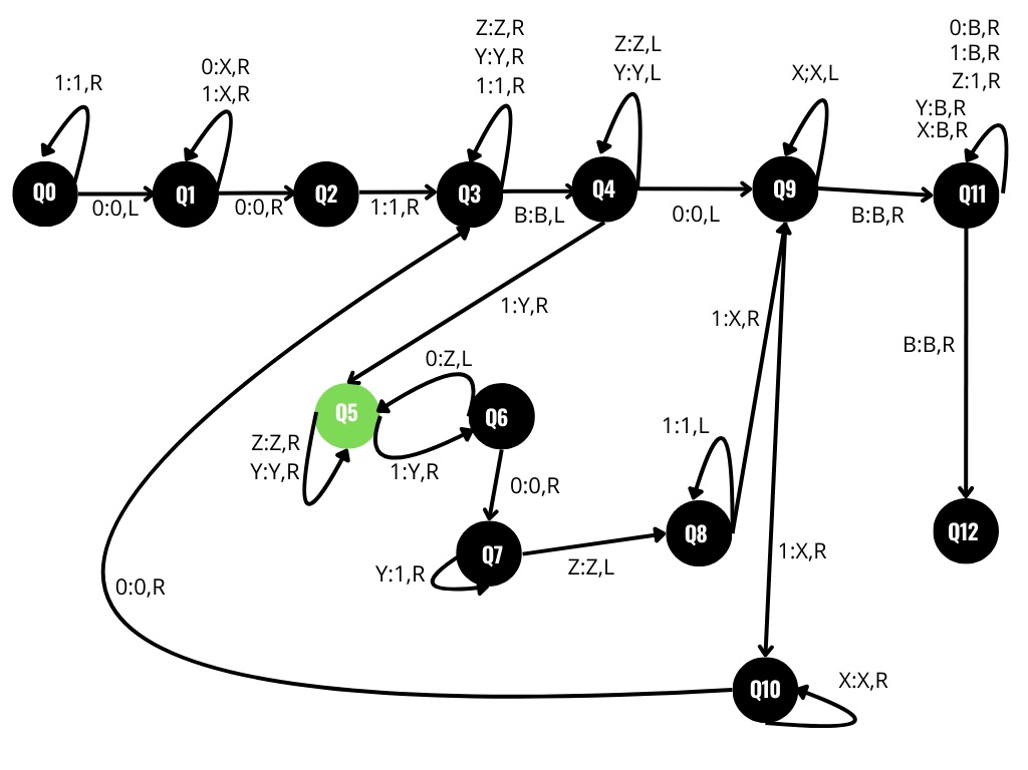 Z:Z,R
Y:Y,R
1:1,R
Z:Z,L
Y:Y,L
0:B,R
1:B,R
Z:1,R
Y:B,R
X:B,R
1:1,R
0:X,R
1:X,R
X;X,L
Q0
Q1
Q2
Q3
Q4
Q9
Q11
0:0,L
0:0,R
1:1,R
B:B,L
0:0,L
B:B,R
1:Y,R
1:X,R
B:B,R
0:Z,L
Q5
Q6
Z:Z,R
Y:Y,R
1:Y,R
1:1,L
0:0,R
Q7
Q8
Q12
Y:1,R
Z:Z,L
1:X,R
0:0,R
Q10
X:X,R